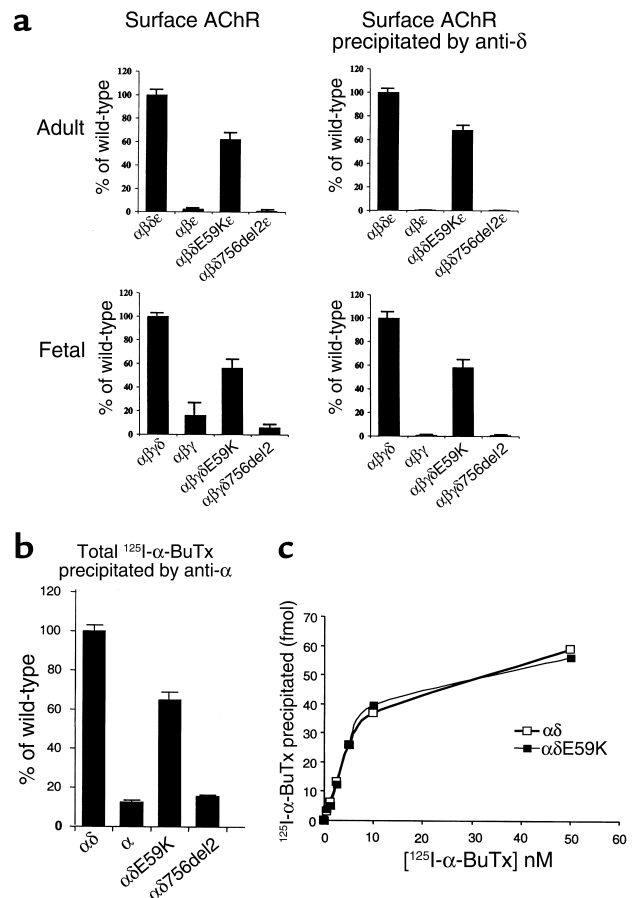 a
Surface AChR
Surface AChR
precipitated by anti-δ
Adult
% of wild-type
120
100
80
60
40
20
0
αβδε
αβε
αβδE59Kε
αβδ756del2ε
% of wild-type
120
100
80
60
40
20
0
αβδε
αβε
αβδE59Kε
αβδ756del2ε
Fetal
% of wild-type
120
100
80
60
40
20
0
αβγδ
αβγ
αβγδE59K
αβγδ756del2
% of wild-type
120
100
80
60
40
20
0
αβγδ
αβγ
αβγδE59K
αβγδ756del2
b
Total ¹²⁵I-α-BuTx
precipitated by anti-α
% of wild-type
120
100
80
60
40
20
0
αδ
α
αδE59K
αδ756del2
c
¹²⁵I-α-BuTx precipitated (fmol)
70
60
50
40
30
20
10
0
αδ
αδE59K
0 10 20 30 40 50 60
[¹²⁵I-α-BuTx] nM